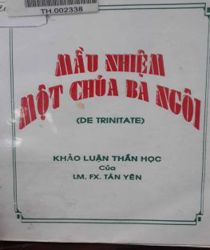 TH.002338
MẦU NHIỆM
MỘT CHÚA BA NGÔI
(DE TRINITATE)
KHẢO LUẬN THẦN HỌC
Của
LM. FX. TÂN YÊN